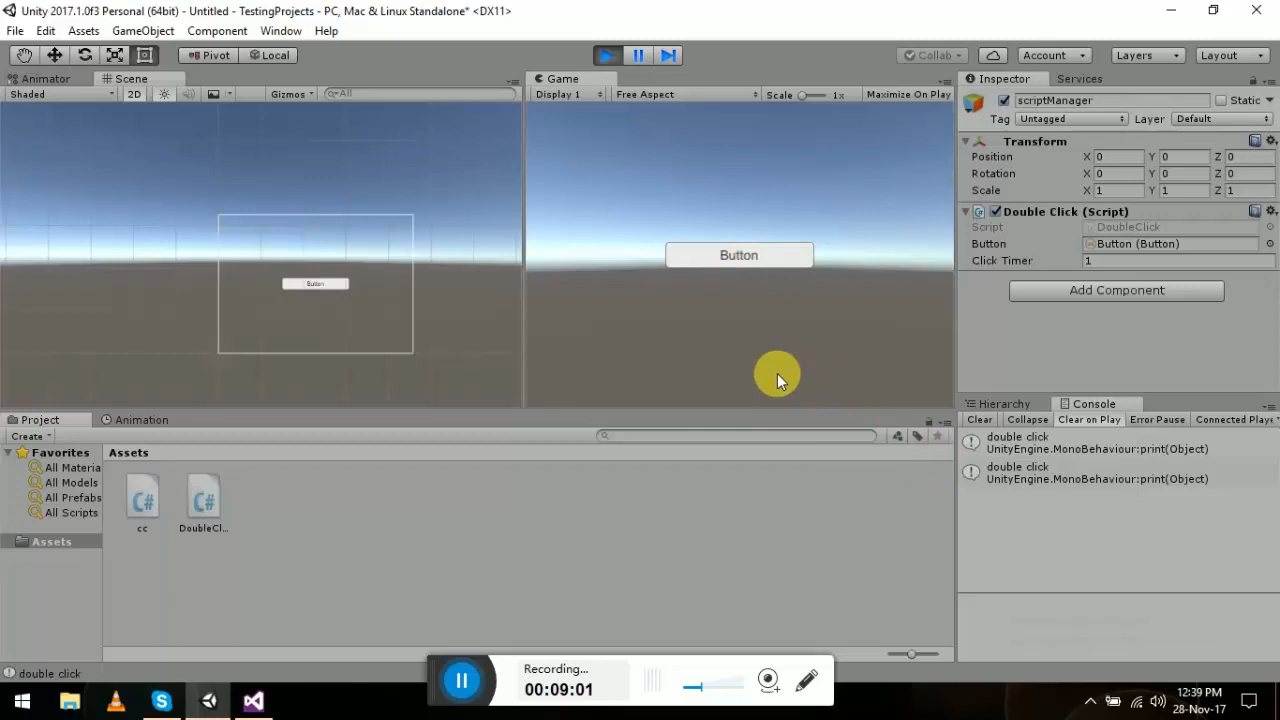 Unity 2017.1.0f3 Personal (64bit) - Untitled - TestingProjects - PC, Mac & Linux Standalone* <DX11>
File Edit Assets GameObject Component Window Help
Pivot Local Collab Account Layers Layout
Animator Scene Game Inspector Services
Shaded 2D Gizmos All Display 1 Free Aspect Scale 1x Maximize On Play
scriptManager Static
Tag Untagged Layer Default
Transform
Position X 0 Y 0 Z 0
Rotation X 0 Y 0 Z 0
Scale X 1 Y 1 Z 1
Double Click (Script)
Script DoubleClick
Button Button (Button)
Click Timer 1
Add Component
Button
Button
Hierarchy Console
Clear Collapse Clear on Play Error Pause Connected Playe
double click
UnityEngine.MonoBehaviour:print(Object)
double click
UnityEngine.MonoBehaviour:print(Object)
Project Animation
Create
Favorites
All Materia
All Models
All Prefabs
All Scripts
Assets
Assets
C# C#
cc DoubleCl...
double click
Recording...
00:09:01
12:39 PM
28-Nov-17